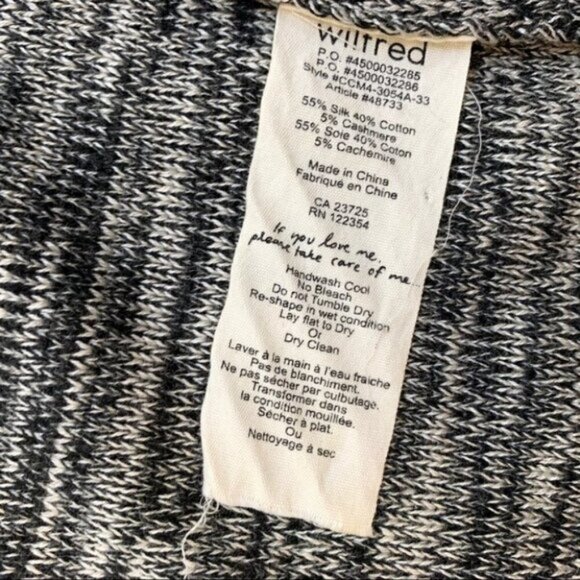 wilfred
P.O. #4500032285
P.O. #4500032286
Style #CCM4-3054A-33
Article #48733
55% Silk 40% Cotton
5% Cashmere
55% Soie 40% Coton
5% Cachemire
Made in China
Fabriqué en Chine
CA 23725
RN 122354
If you love me,
please take care of me...
Handwash Cool
No Bleach
Do not Tumble Dry
Re-shape in wet condition
Lay flat to Dry
Or
Dry Clean
Laver à la main à l'eau fraiche
Pas de blanchiment.
Ne pas sécher par culbutage.
Transformer dans
la condition mouillée.
Sécher à plat.
Ou
Nettoyage à sec